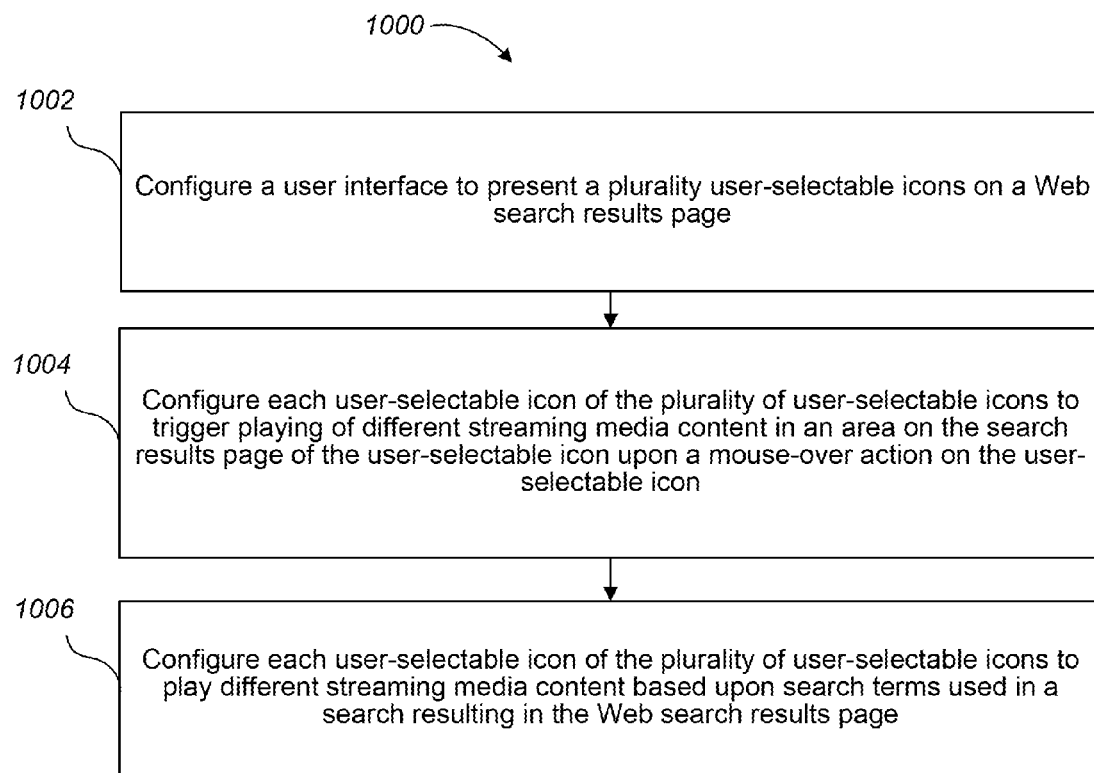 1000
1002
Configure a user interface to present a plurality user-selectable icons on a Web
search results page
1004
Configure each user-selectable icon of the plurality of user-selectable icons to
trigger playing of different streaming media content in an area on the search
results page of the user-selectable icon upon a mouse-over action on the user-
selectable icon
1006
Configure each user-selectable icon of the plurality of user-selectable icons to
play different streaming media content based upon search terms used in a
search resulting in the Web search results page